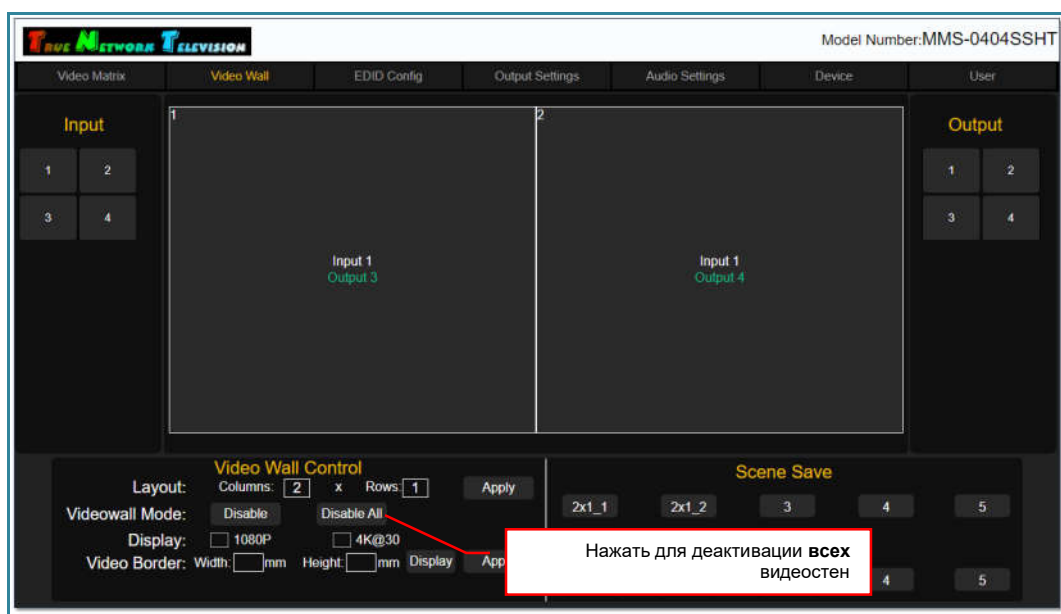 True Network Television
Model Number:MMS-0404SSHT
Video Matrix Video Wall EDID Config Output Settings Audio Settings Device User
Input
1 2
3 4
1
Input 1
Output 3
2
Input 1
Output 4
Output
1 2
3 4
Video Wall Control
Layout: Columns: 2 x Rows: 1 Apply
Videowall Mode: Disable Disable All
Display: 1080P 4K@30
Video Border: Width: mm Height: mm Display App
Scene Save
2x1_1 2x1_2 3 4 5
4 5
Нажать для деактивации всех
видеостен